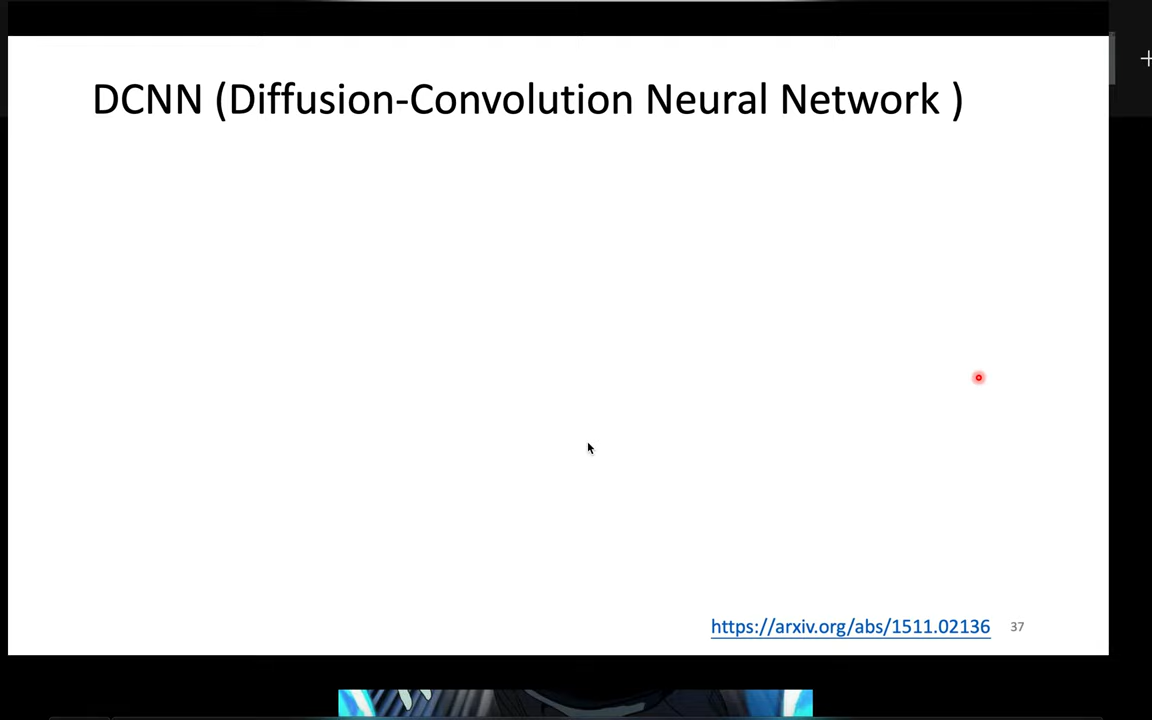 DCNN (Diffusion-Convolution Neural Network )
https://arxiv.org/abs/1511.02136
37